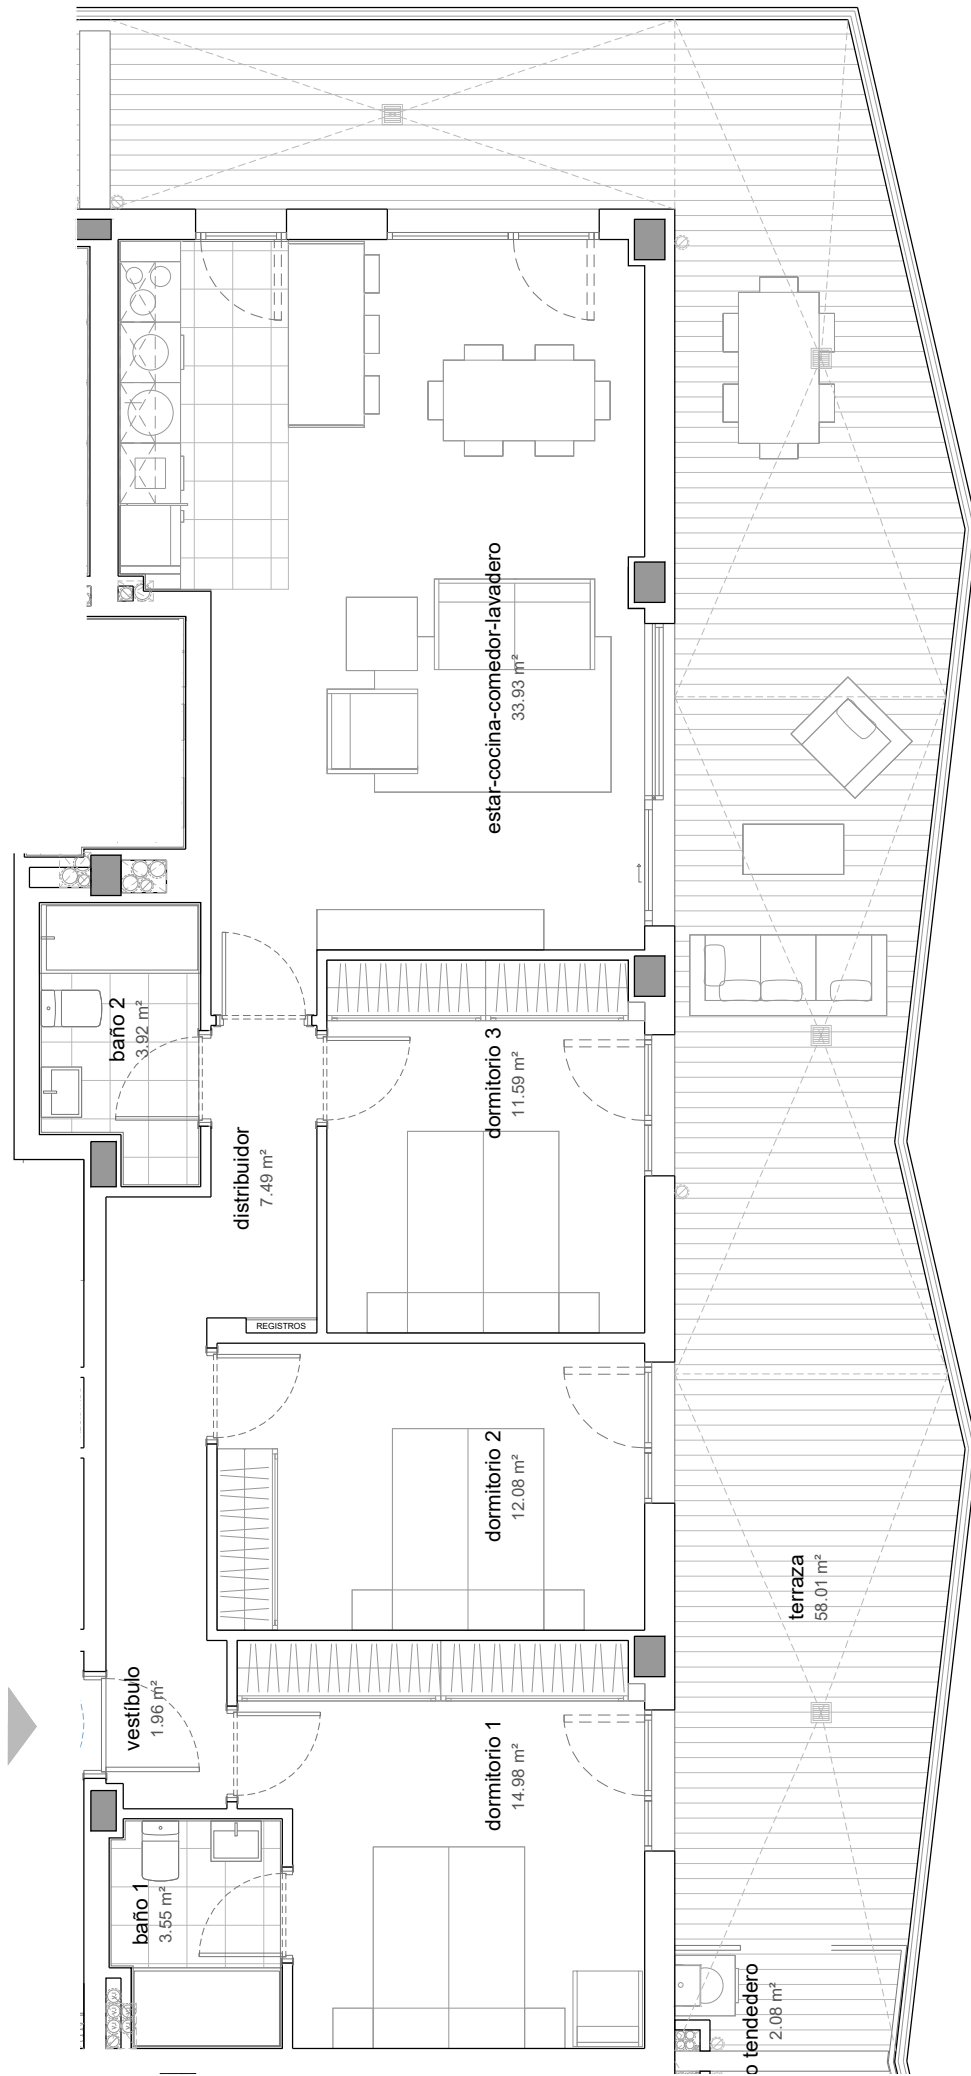 estar-cocina-comedor-lavadero
33.93 m²
baño 2
3.92 m²
dormitorio 3
11.59 m²
distribuidor
7.49 m²
REGISTROS
dormitorio 2
12.08 m²
terraza
58.01 m²
vestíbulo
1.96 m²
dormitorio 1
14.98 m²
baño 1
3.55 m²
o tendedero
2.08 m²